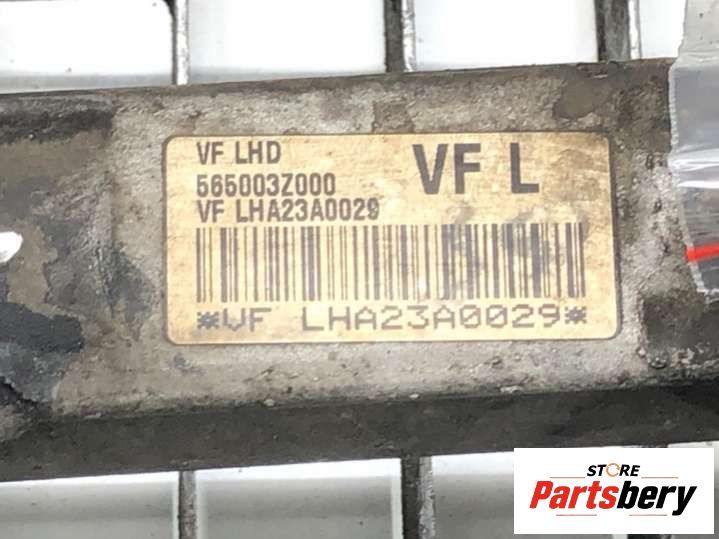 VF LHD
565003Z000
VF L
VF LHA23A0029
*VF LHA23A0029*
STORE
Partsbery